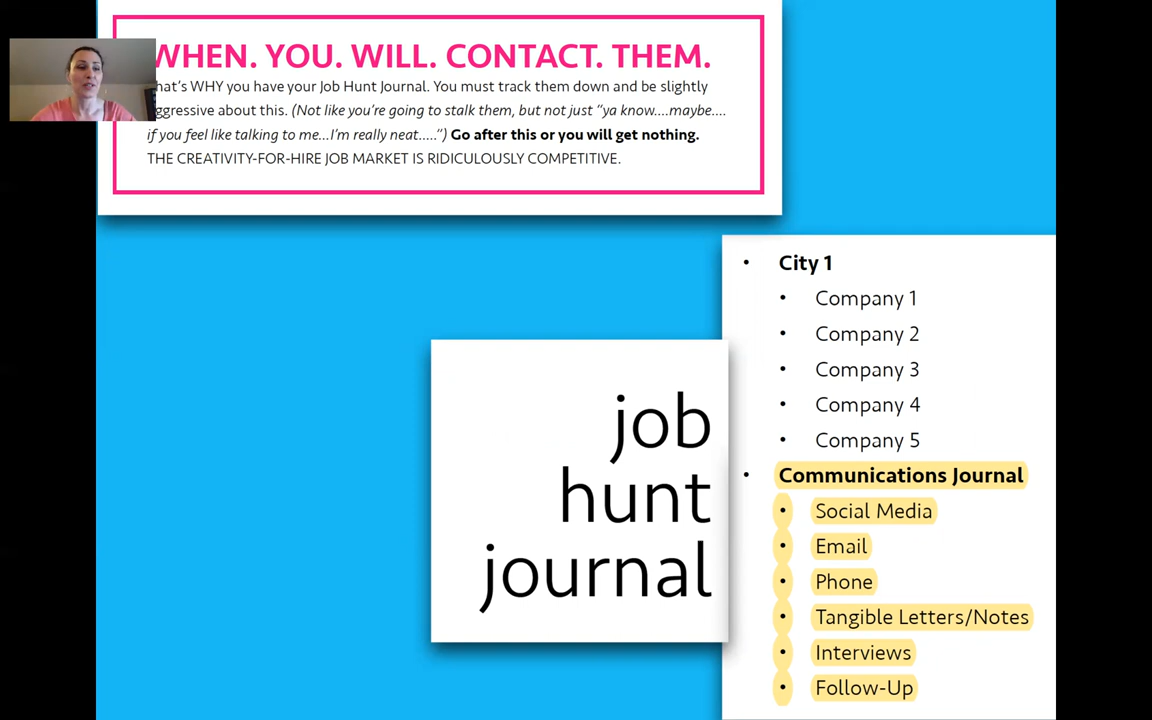 WHEN. YOU. WILL. CONTACT. THEM.
hat's WHY you have your Job Hunt Journal. You must track them down and be slightly
ggressive about this. (Not like you're going to stalk them, but not just "ya know....maybe....
if you feel like talking to me...I'm really neat.....") Go after this or you will get nothing.
THE CREATIVITY-FOR-HIRE JOB MARKET IS RIDICULOUSLY COMPETITIVE.
job
hunt
journal
• City 1
• Company 1
• Company 2
• Company 3
• Company 4
• Company 5
• Communications Journal
• Social Media
• Email
• Phone
• Tangible Letters/Notes
• Interviews
• Follow-Up